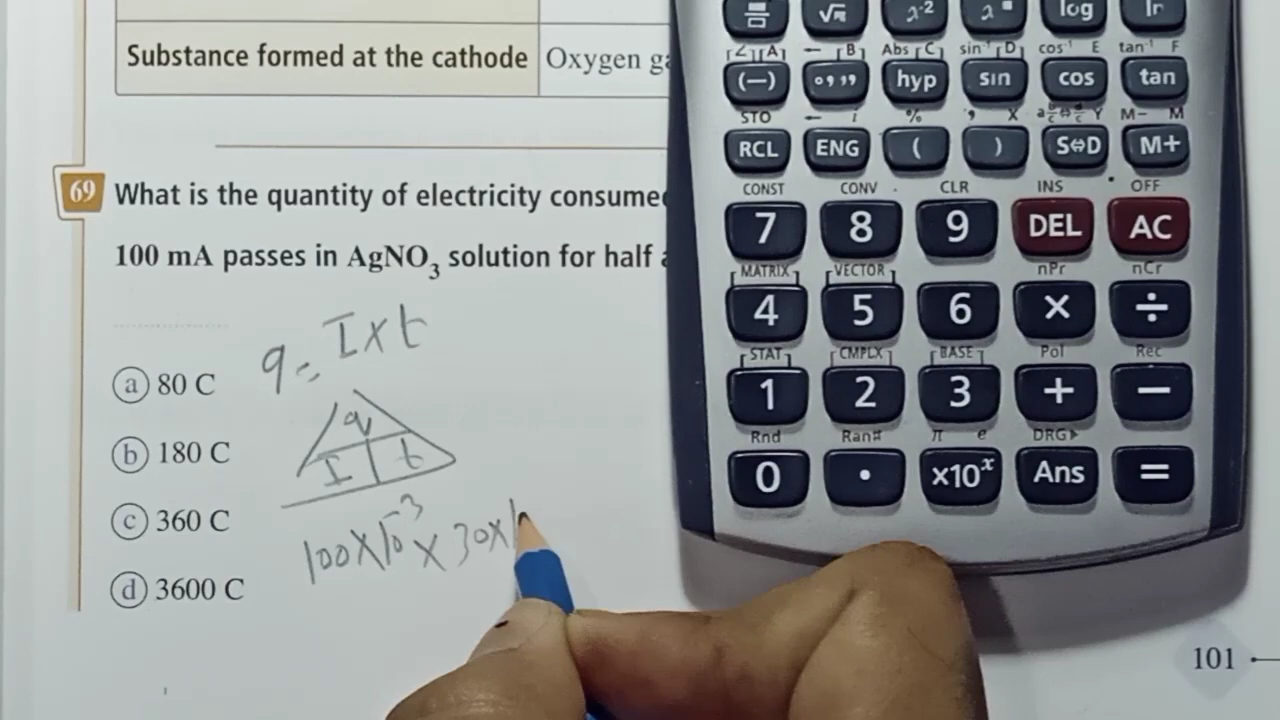 Substance formed at the cathode Oxygen
69 What is the quantity of electricity
100 mA passes in AgNO₃ solution for half
q = I × t
a 80 C
q
I t
b 180 C
c 360 C
100 × 10⁻³ × 30 ×
d 3600 C
101
√
log
∠ A ← B Abs C sin⁻¹ D cos⁻¹ E tan⁻¹ F
(−) hyp sin cos tan
STO ← i % , X Y M− M
RCL ENG ( ) S⇔D M+
CONST CONV CLR INS OFF
7 8 9 DEL AC
MATRIX VECTOR nPr nCr
4 5 6 × ÷
STAT CMPLX BASE Pol Rec
1 2 3 + −
Rnd Ran# π e DRG▶
0 . ×10ˣ Ans =